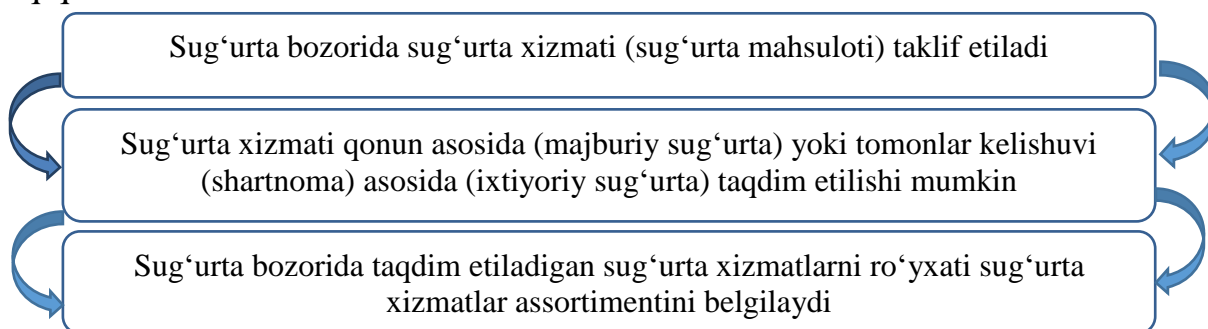 Sug‘urta bozorida sug‘urta xizmati (sug‘urta mahsuloti) taklif etiladi
Sug‘urta xizmati qonun asosida (majburiy sug‘urta) yoki tomonlar kelishuvi
(shartnoma) asosida (ixtiyoriy sug‘urta) taqdim etilishi mumkin
Sug‘urta bozorida taqdim etiladigan sug‘urta xizmatlarni ro‘yxati sug‘urta
xizmatlar assortimentini belgilaydi